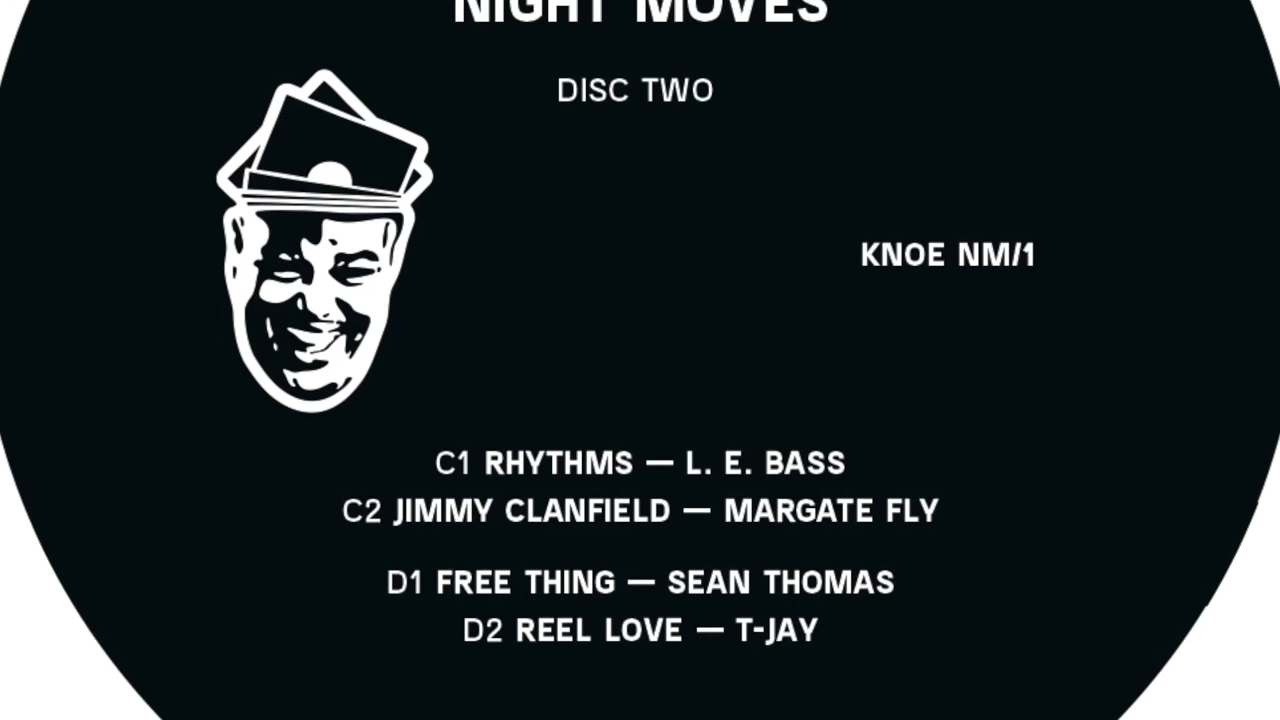 NIGHT MOVES
DISC TWO
KNOE NM/1
C1 RHYTHMS — L. E. BASS
C2 JIMMY CLANFIELD — MARGATE FLY
D1 FREE THING — SEAN THOMAS
D2 REEL LOVE — T-JAY